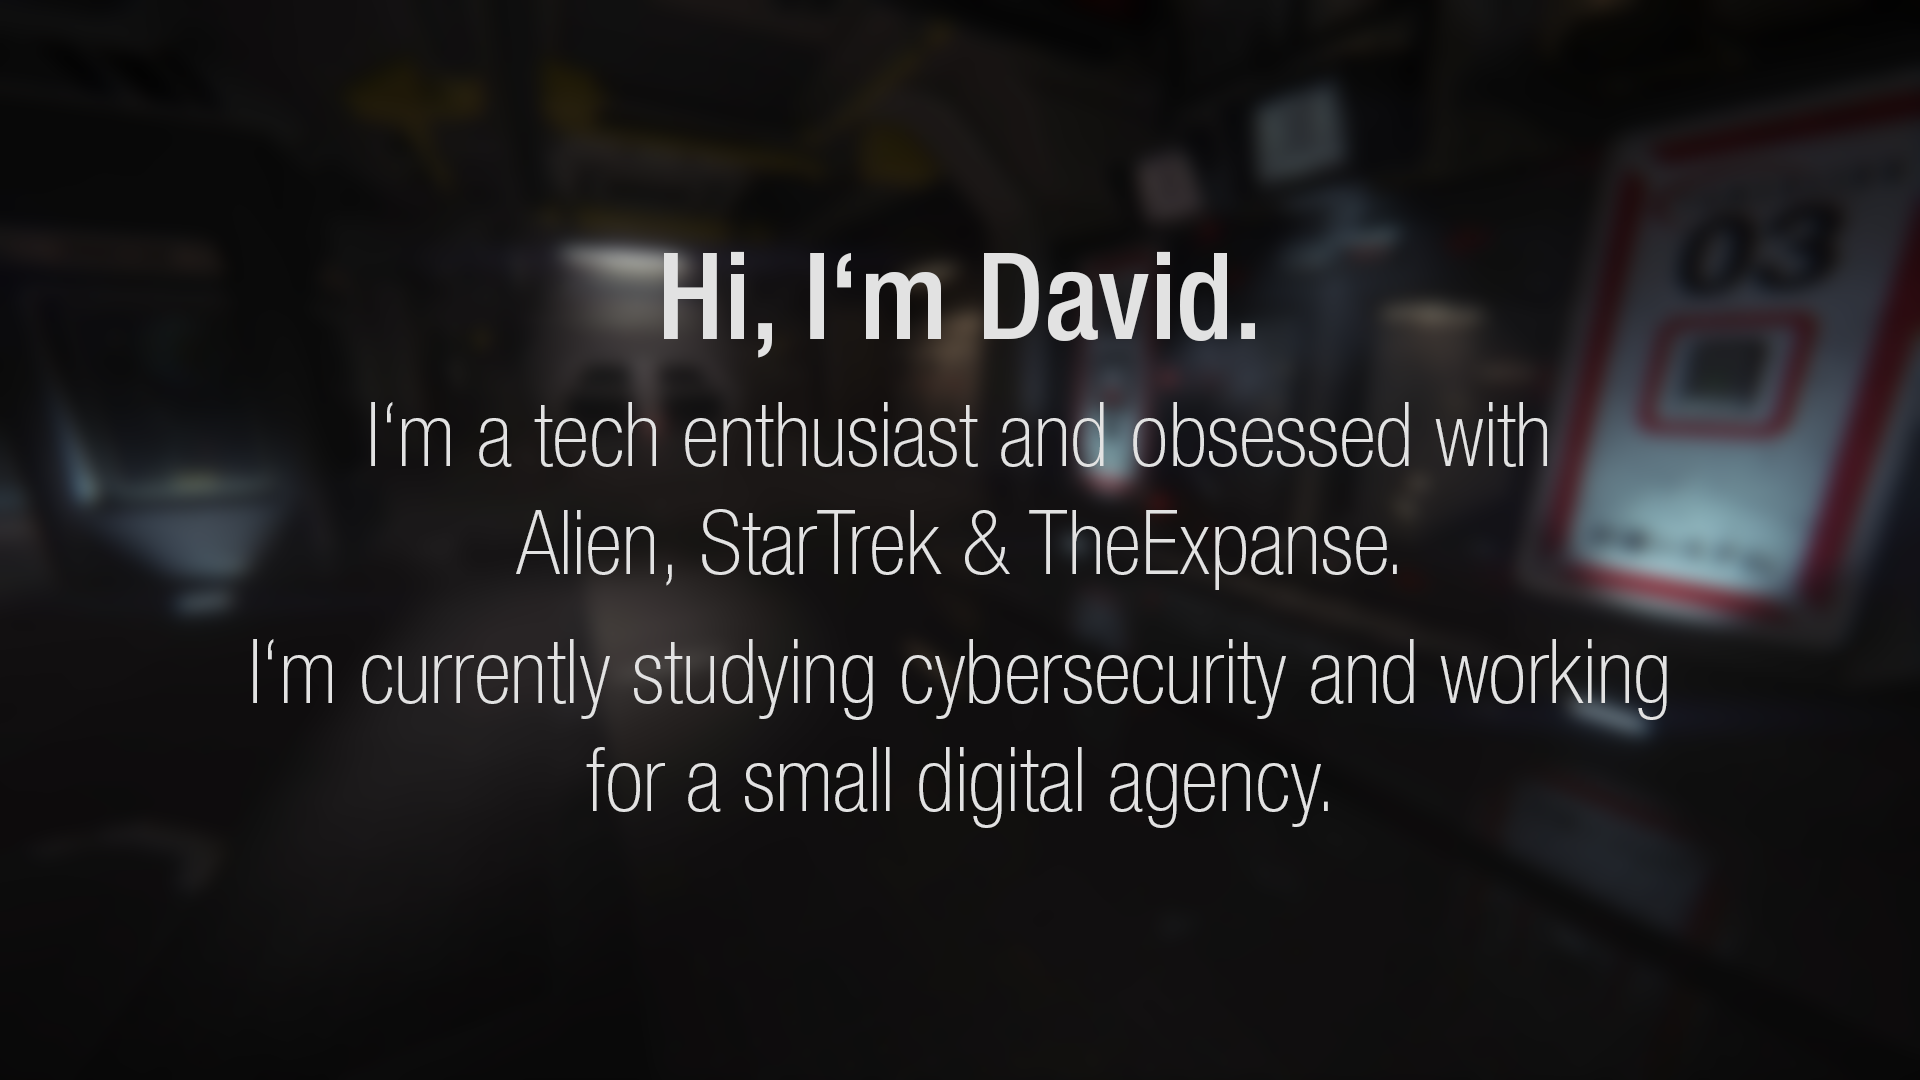 03
Hi, I‘m David.
I‘m a tech enthusiast and obsessed with
Alien, StarTrek & TheExpanse.
I‘m currently studying cybersecurity and working
for a small digital agency.